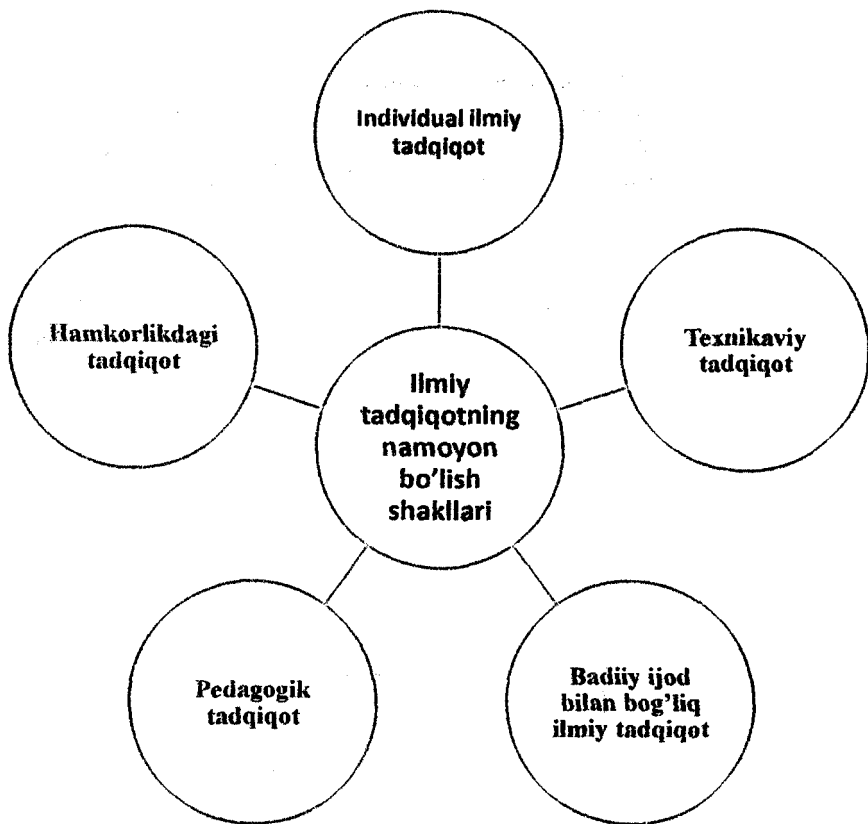 Individual ilmiy
tadqiqot
Hamkorlikdagi
tadqiqot
Texnikaviy
tadqiqot
Ilmiy
tadqiqotning
namoyon
bo'lish
shakllari
Pedagogik
tadqiqot
Badiiy ijod
bilan bog'liq
ilmiy tadqiqot